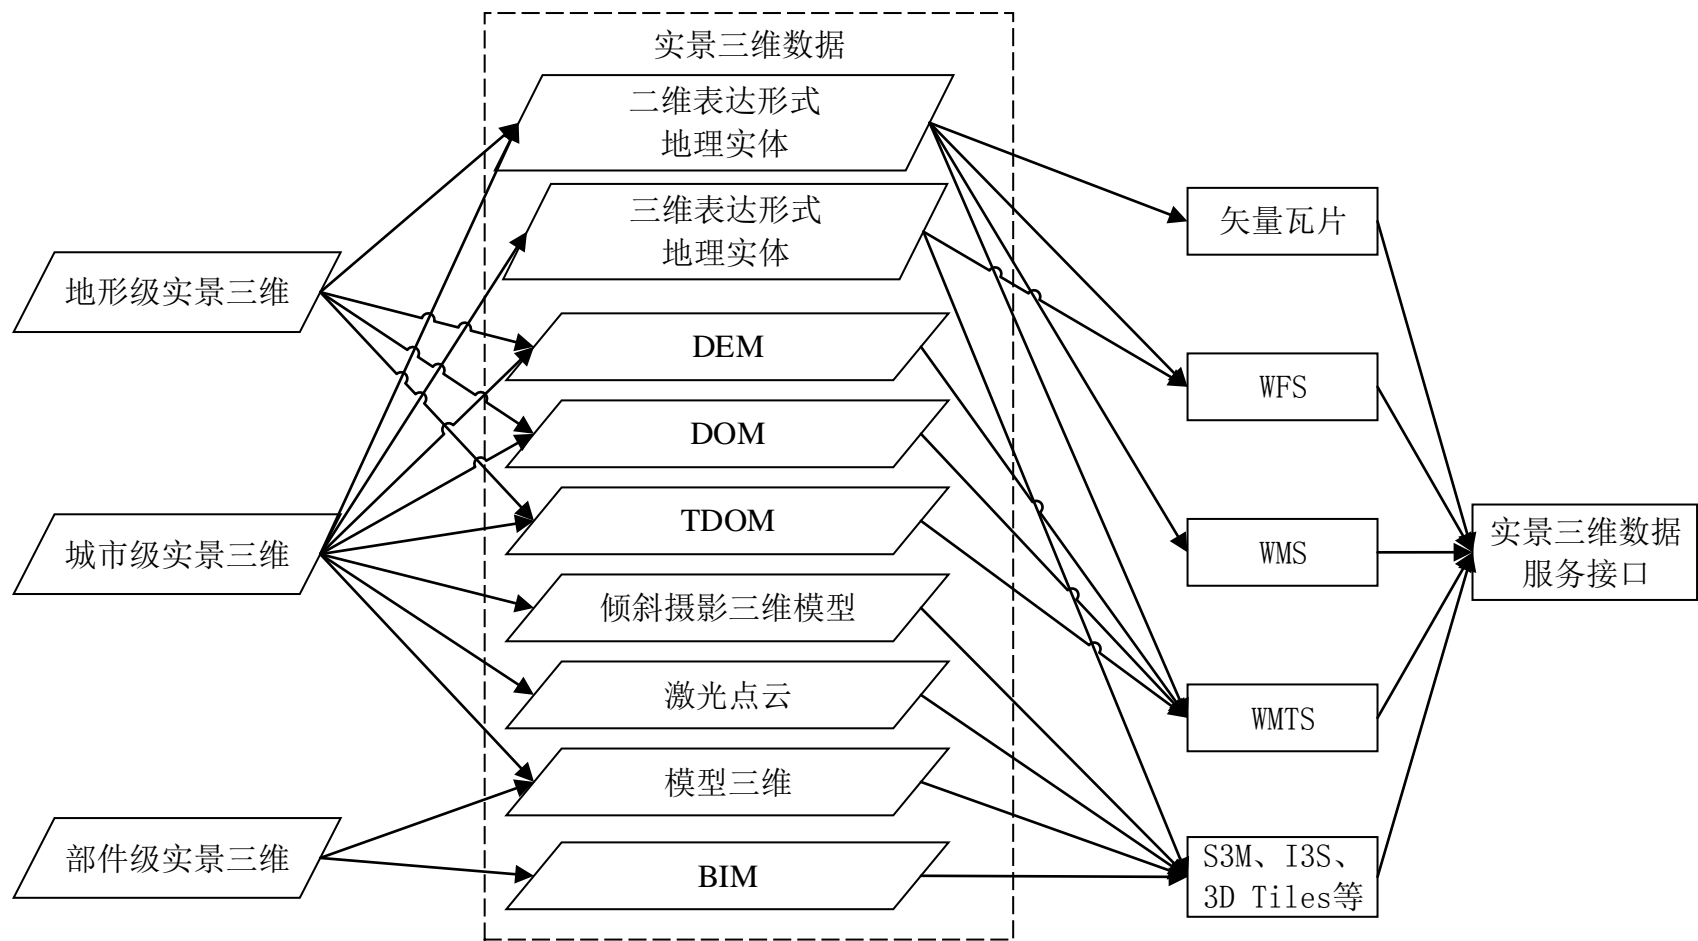 实景三维数据
二维表达形式
地理实体
三维表达形式
地理实体
DEM
DOM
TDOM
倾斜摄影三维模型
激光点云
模型三维
BIM
地形级实景三维
城市级实景三维
部件级实景三维
矢量瓦片
WFS
WMS
WMTS
S3M、I3S、
3D Tiles等
实景三维数据
服务接口